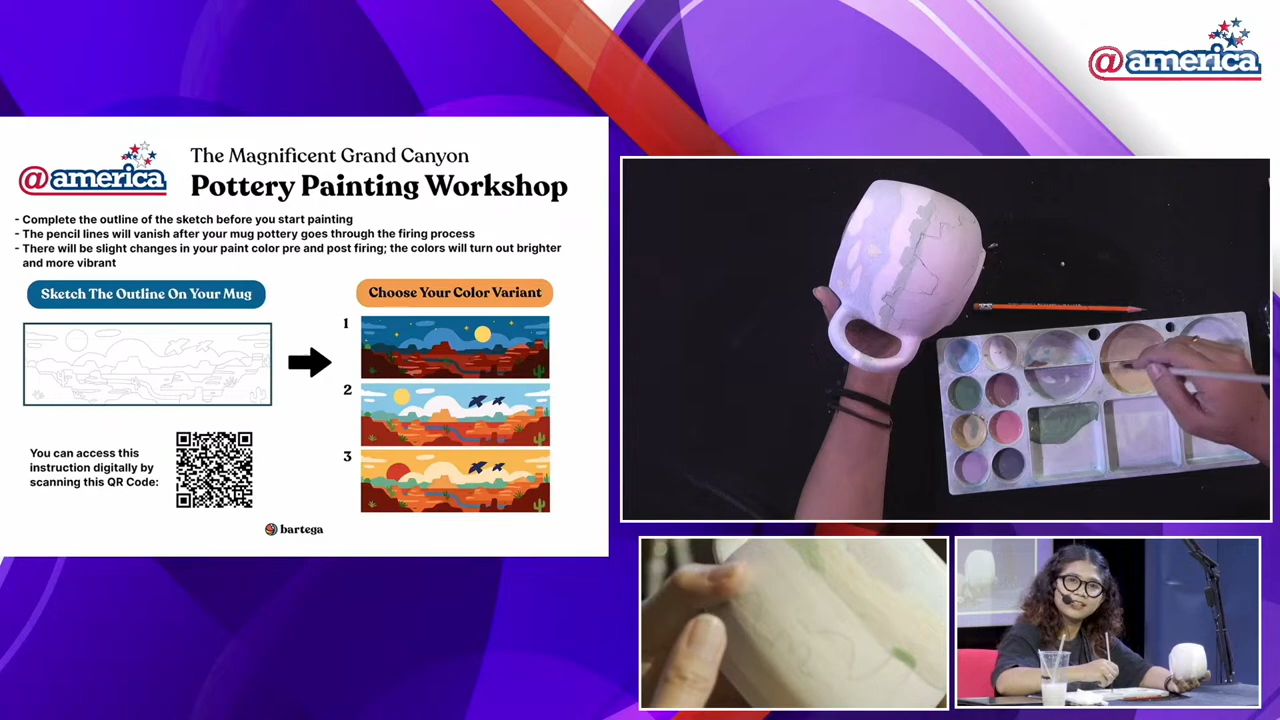 @america
@america
The Magnificent Grand Canyon
Pottery Painting Workshop
- Complete the outline of the sketch before you start painting
- The pencil lines will vanish after your mug pottery goes through the firing process
- There will be slight changes in your paint color pre and post firing; the colors will turn out brighter
and more vibrant
Sketch The Outline On Your Mug
Choose Your Color Variant
1
2
3
You can access this
instruction digitally by
scanning this QR Code:
bartega